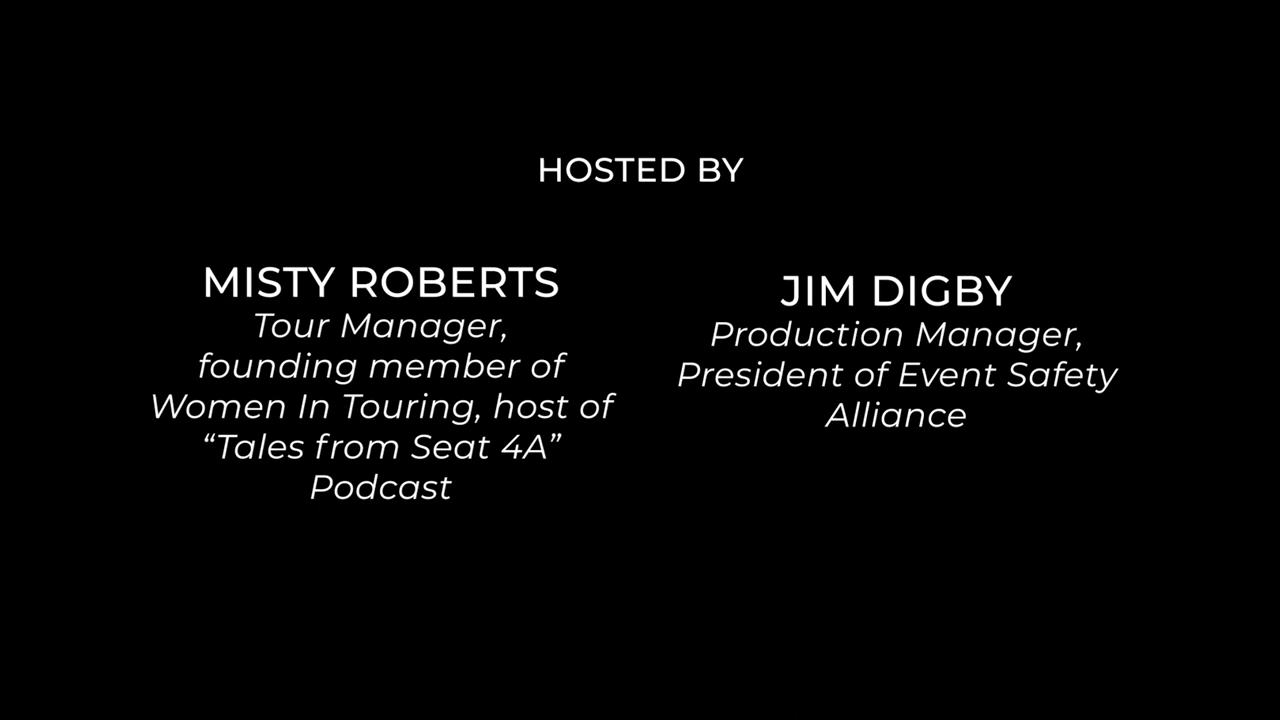 HOSTED BY
MISTY ROBERTS
Tour Manager,
founding member of
Women In Touring, host of
“Tales from Seat 4A”
Podcast
JIM DIGBY
Production Manager,
President of Event Safety
Alliance